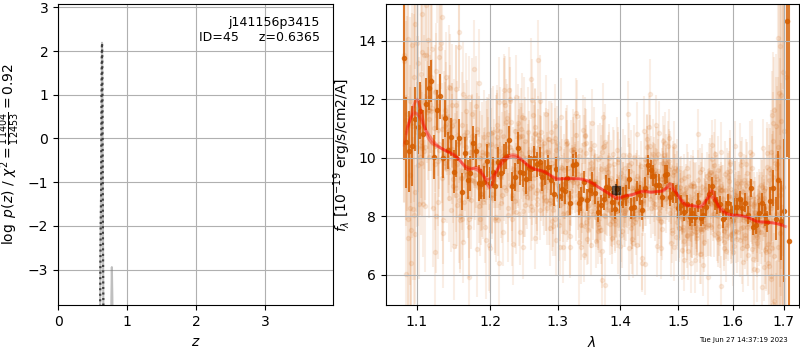 j141156p3415
ID=45 z=0.6365
log p(z) / χ² = 11404/12453 = 0.92
3
2
1
0
−1
−2
−3
0 1 2 3
z
f_λ [10⁻¹⁹ erg/s/cm2/A]
14
12
10
8
6
1.1 1.2 1.3 1.4 1.5 1.6 1.7
λ
Tue Jun 27 14:37:19 2023